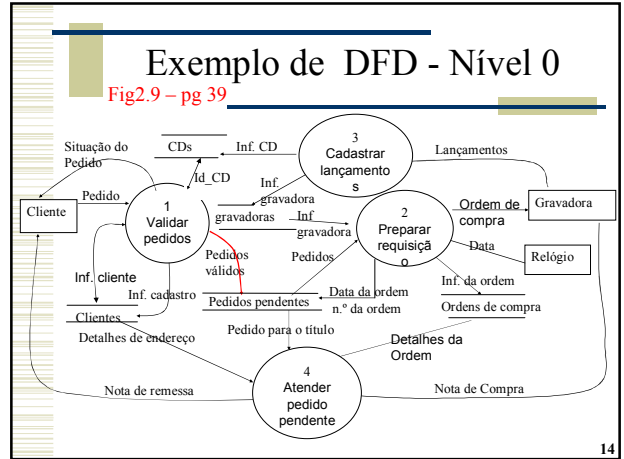 Exemplo de DFD - Nível 0
Fig2.9 – pg 39
Situação do
Pedido
CDs
Inf. CD
3
Cadastrar
lançamento
s
Lançamentos
Id_CD
Inf.
gravadora
Pedido
Cliente
1
Validar
pedidos
gravadoras
Inf
gravadora
2
Preparar
requisiçã
o
Ordem de
compra
Gravadora
Data
Relógio
Pedidos
válidos
Pedidos
Inf. cliente
Inf. cadastro
Inf. da ordem
Data da ordem
n.º da ordem
Pedidos pendentes
Ordens de compra
Clientes
Detalhes de endereço
Pedido para o título
Detalhes da
Ordem
4
Atender
pedido
pendente
Nota de remessa
Nota de Compra
14